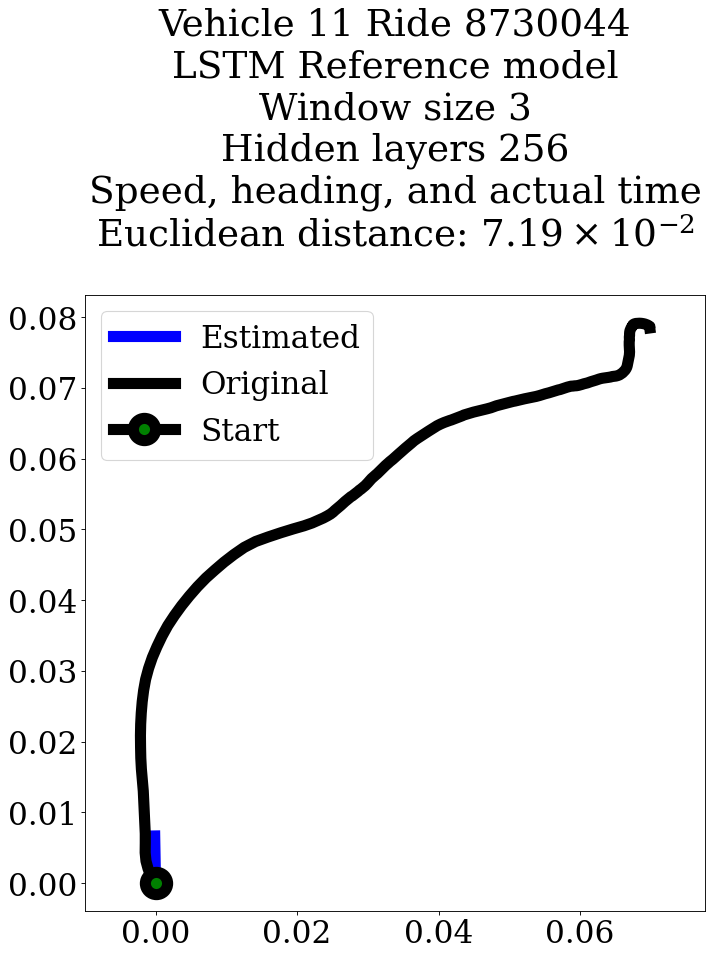 Vehicle 11 Ride 8730044
LSTM Reference model
Window size 3
Hidden layers 256
Speed, heading, and actual time
Euclidean distance: 7.19 × 10⁻²
Estimated
Original
Start
0.08
0.07
0.06
0.05
0.04
0.03
0.02
0.01
0.00
0.00 0.02 0.04 0.06